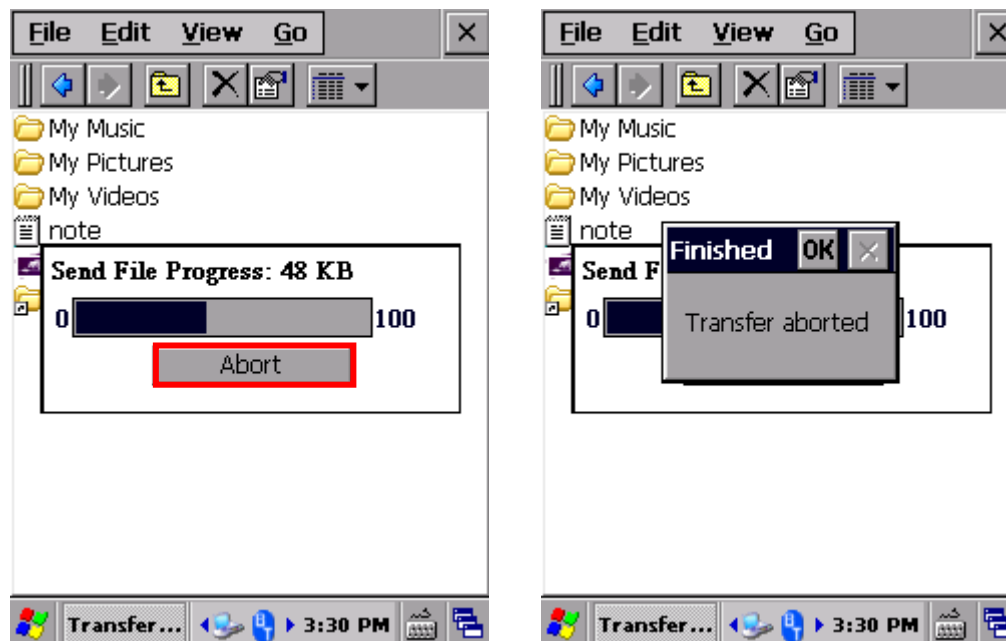 File Edit View Go
My Music
My Pictures
My Videos
note
Send File Progress: 48 KB
0 100
Abort
Transfer... 3:30 PM
File Edit View Go
My Music
My Pictures
My Videos
note
Finished OK
Send F
0 Transfer aborted 100
Transfer... 3:30 PM